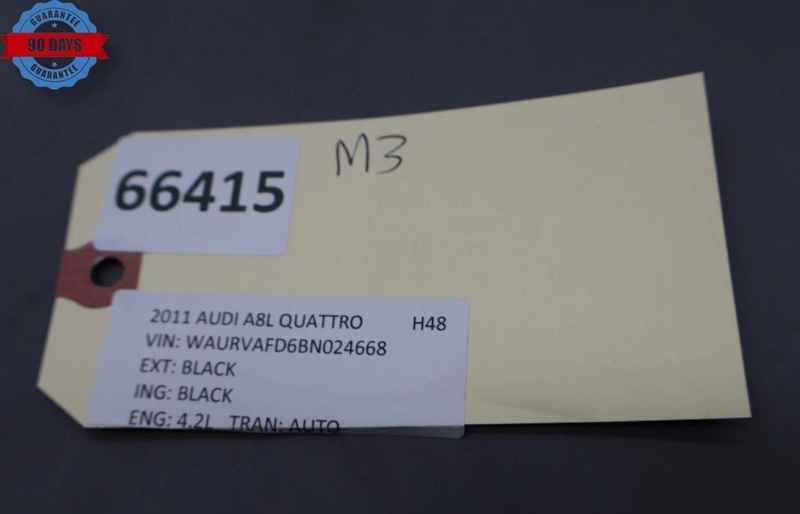 GUARANTEE
90 DAYS
GUARANTEE
M3
66415
2011 AUDI A8L QUATTRO H48
VIN: WAURVAFD6BN024668
EXT: BLACK
ING: BLACK
ENG: 4.2L TRAN: AUTO